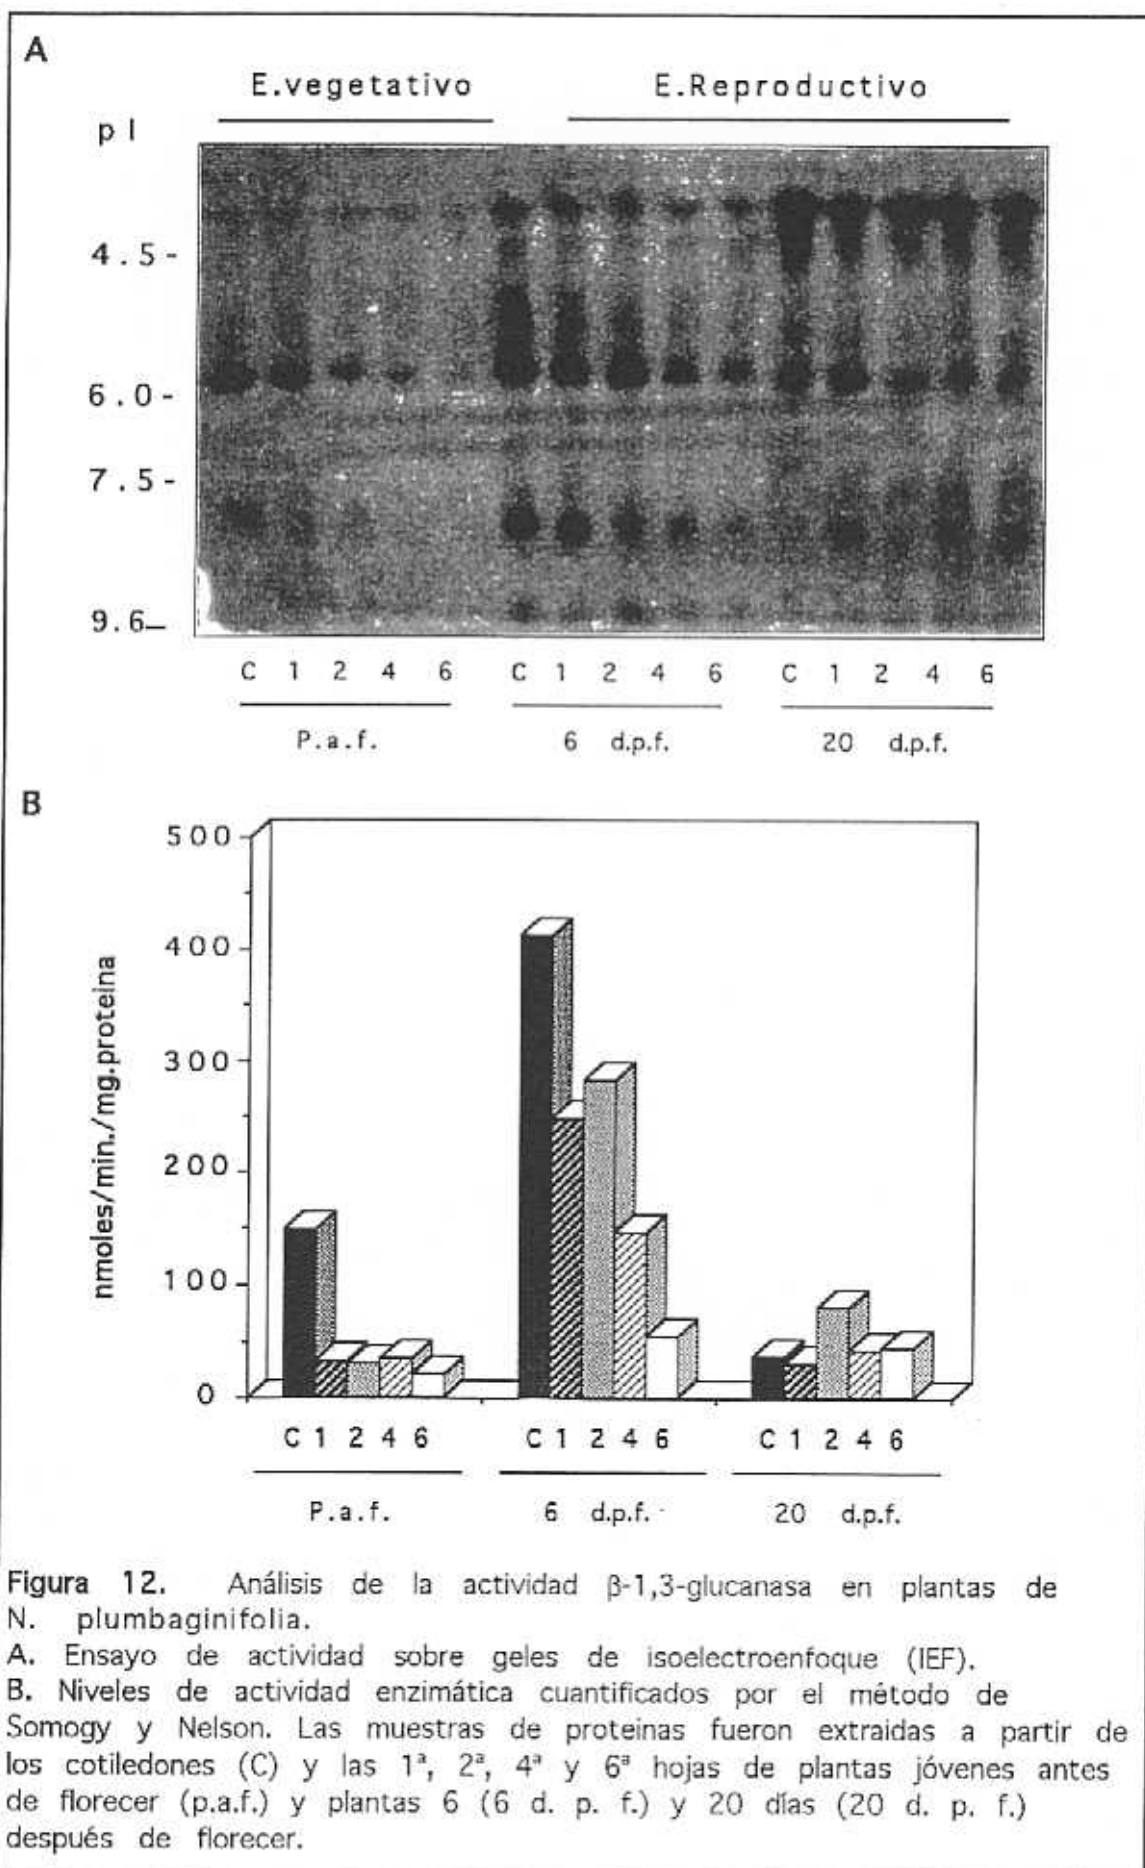 A
E.vegetativo E.Reproductivo
pI
4.5-
6.0-
7.5-
9.6-
C 1 2 4 6 C 1 2 4 6 C 1 2 4 6
P.a.f. 6 d.p.f. 20 d.p.f.
B
nmoles/min./mg.proteina
500
400
300
200
100
0
C 1 2 4 6 C 1 2 4 6 C 1 2 4 6
P.a.f. 6 d.p.f. 20 d.p.f.
Figura 12. Análisis de la actividad β-1,3-glucanasa en plantas de
N. plumbaginifolia.
A. Ensayo de actividad sobre geles de isoelectroenfoque (IEF).
B. Niveles de actividad enzimática cuantificados por el método de
Somogy y Nelson. Las muestras de proteinas fueron extraidas a partir de
los cotiledones (C) y las 1ª, 2ª, 4ª y 6ª hojas de plantas jóvenes antes
de florecer (p.a.f.) y plantas 6 (6 d. p. f.) y 20 días (20 d. p. f.)
después de florecer.